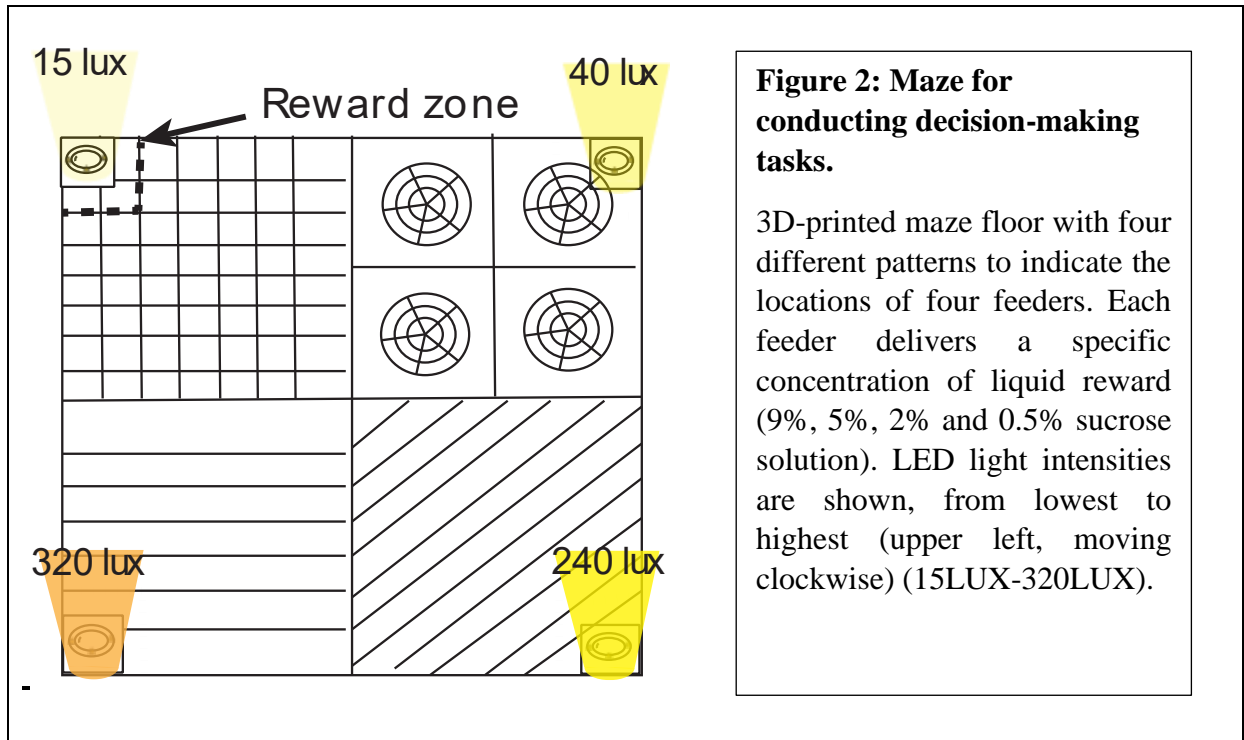 15 lux
40 lux
Reward zone
320 lux
240 lux
Figure 2: Maze for
conducting decision-making
tasks.
3D-printed maze floor with four
different patterns to indicate the
locations of four feeders. Each
feeder delivers a specific
concentration of liquid reward
(9%, 5%, 2% and 0.5% sucrose
solution). LED light intensities
are shown, from lowest to
highest (upper left, moving
clockwise) (15LUX-320LUX).
-